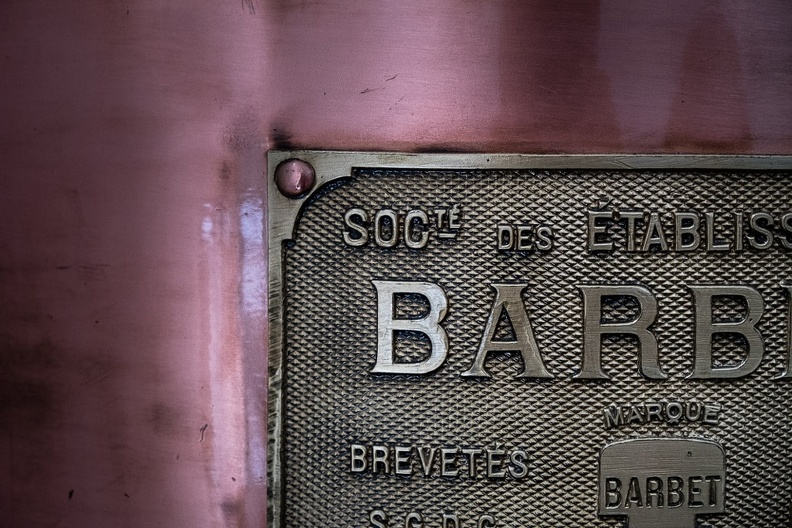 SOCTÉ DES ÉTABLISS
BARB
MARQUE
BREVETÉS
BARBET
S.G.D.G.